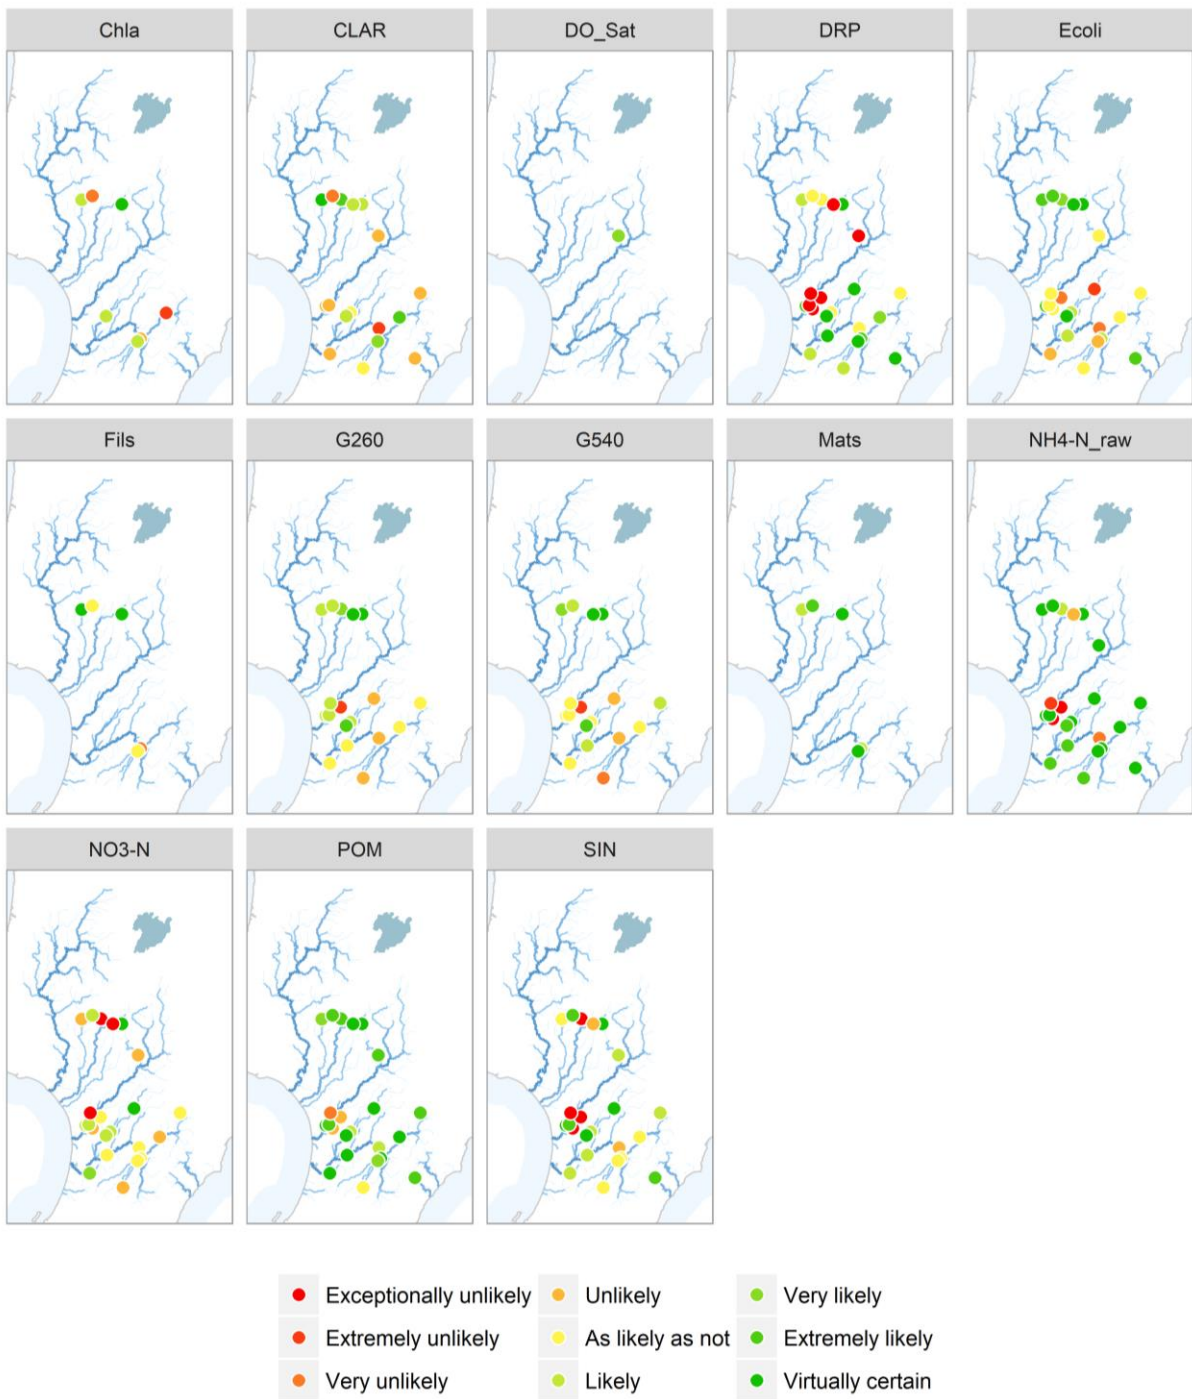 Chla CLAR DO_Sat DRP Ecoli
Fils G260 G540 Mats NH4-N_raw
NO3-N POM SIN
Exceptionally unlikely Unlikely Very likely
Extremely unlikely As likely as not Extremely likely
Very unlikely Likely Virtually certain